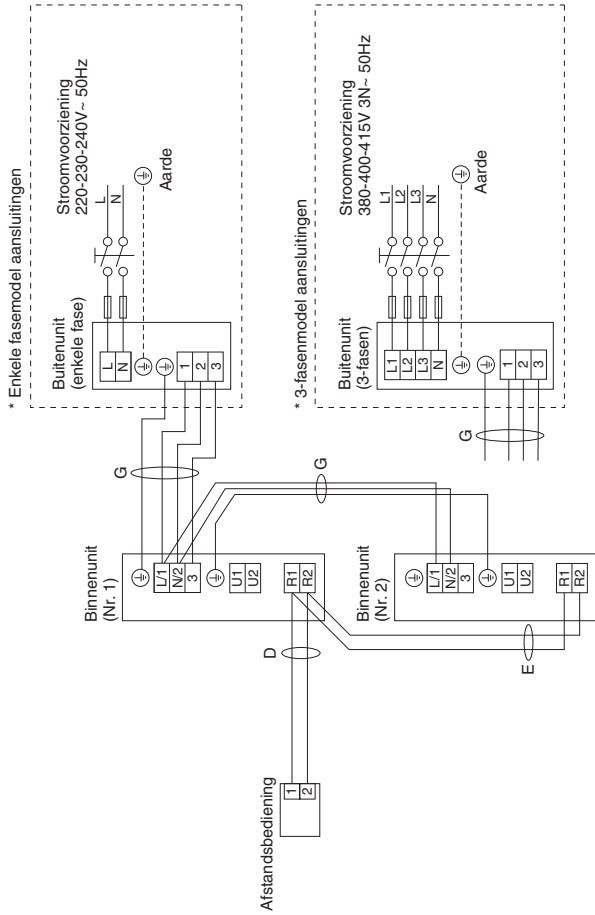 Afstandsbediening
1
2
D
Binnenunit
(Nr. 1)
L/1
N/2
3
U1
U2
R1
R2
G
G
E
Binnenunit
(Nr. 2)
L/1
N/2
3
U1
U2
R1
R2
* Enkele fasemodel aansluitingen
Buitenunit
(enkele fase)
L
N
1
2
3
Stroomvoorziening
220-230-240V~ 50Hz
L
N
Aarde
* 3-fasenmodel aansluitingen
Buitenunit
(3-fasen)
L1
L2
L3
N
1
2
3
G
Stroomvoorziening
380-400-415V 3N~ 50Hz
L1
L2
L3
N
Aarde